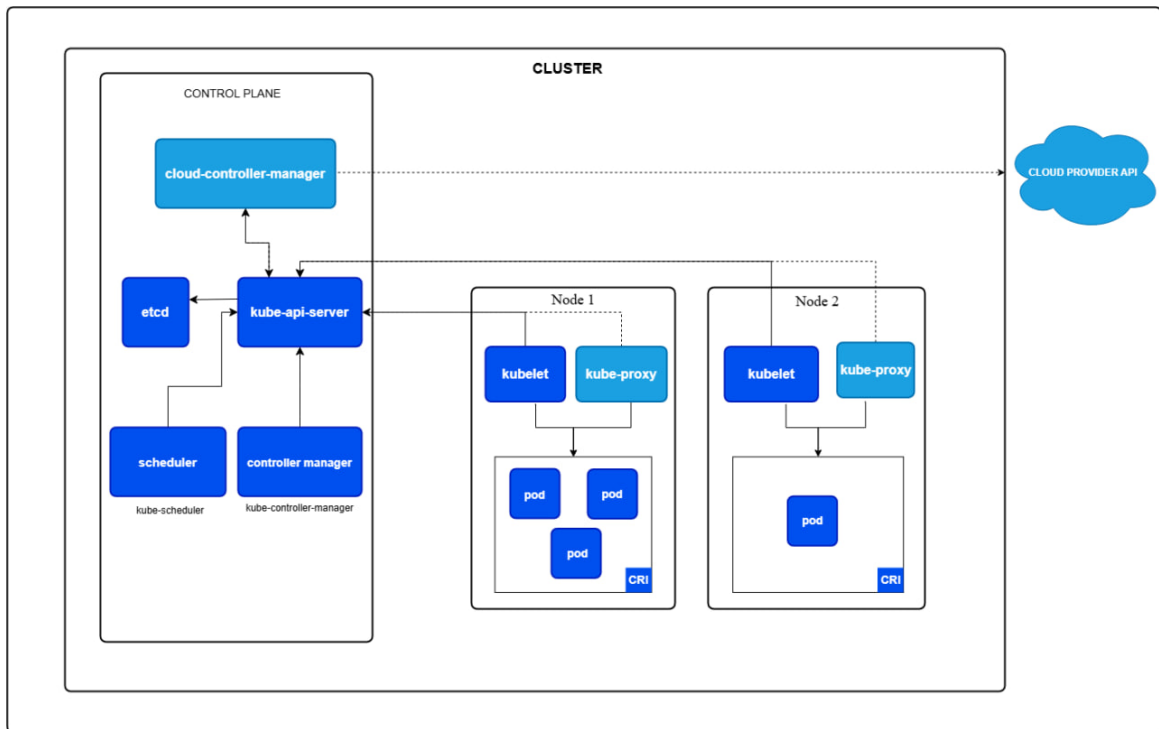 CLUSTER
CONTROL PLANE
cloud-controller-manager
CLOUD PROVIDER API
etcd
kube-api-server
scheduler
kube-scheduler
controller manager
kube-controller-manager
Node 1
kubelet
kube-proxy
pod
pod
pod
CRI
Node 2
kubelet
kube-proxy
pod
CRI